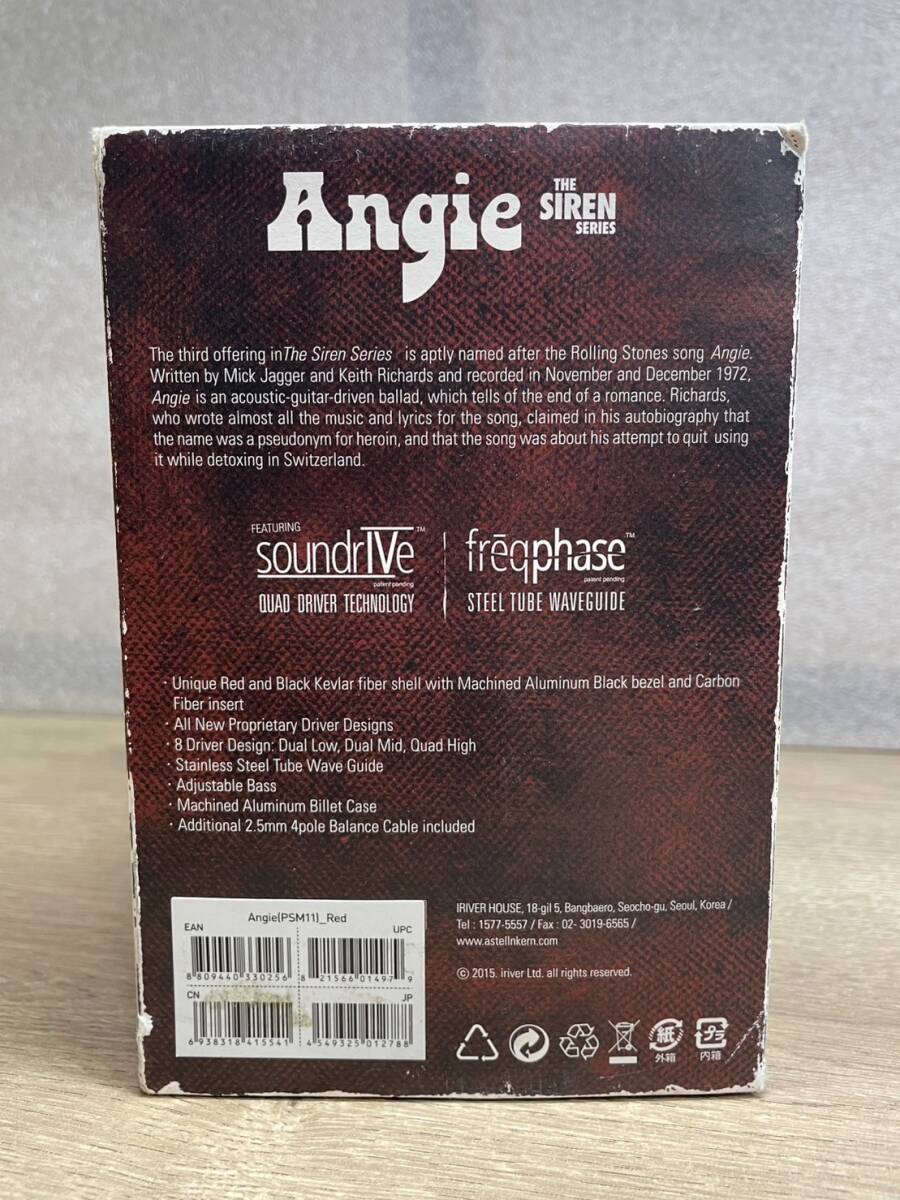 Angie THE SIREN SERIES
The third offering inThe Siren Series is aptly named after the Rolling Stones song Angie.
Written by Mick Jagger and Keith Richards and recorded in November and December 1972,
Angie is an acoustic-guitar-driven ballad, which tells of the end of a romance. Richards,
who wrote almost all the music and lyrics for the song, claimed in his autobiography that
the name was a pseudonym for heroin, and that the song was about his attempt to quit using
it while detoxing in Switzerland.
FEATURING
soundrIVe™
patent pending
QUAD DRIVER TECHNOLOGY
frēqphase™
patent pending
STEEL TUBE WAVEGUIDE
· Unique Red and Black Kevlar fiber shell with Machined Aluminum Black bezel and Carbon
Fiber insert
· All New Proprietary Driver Designs
· 8 Driver Design: Dual Low, Dual Mid, Quad High
· Stainless Steel Tube Wave Guide
· Adjustable Bass
· Machined Aluminum Billet Case
· Additional 2.5mm 4pole Balance Cable included
Angie(PSM11)_Red
EAN
UPC
8 809440 330256
8 21566 01497 9
CN
JP
6 938318 415541
4 549325 012788
IRIVER HOUSE, 18-gil 5, Bangbaero, Seocho-gu, Seoul, Korea /
Tel : 1577-5557 / Fax : 02- 3019-6565 /
www.astellnkern.com
ⓒ 2015. iriver Ltd. all rights reserved.
紙
外箱
プラ
内箱